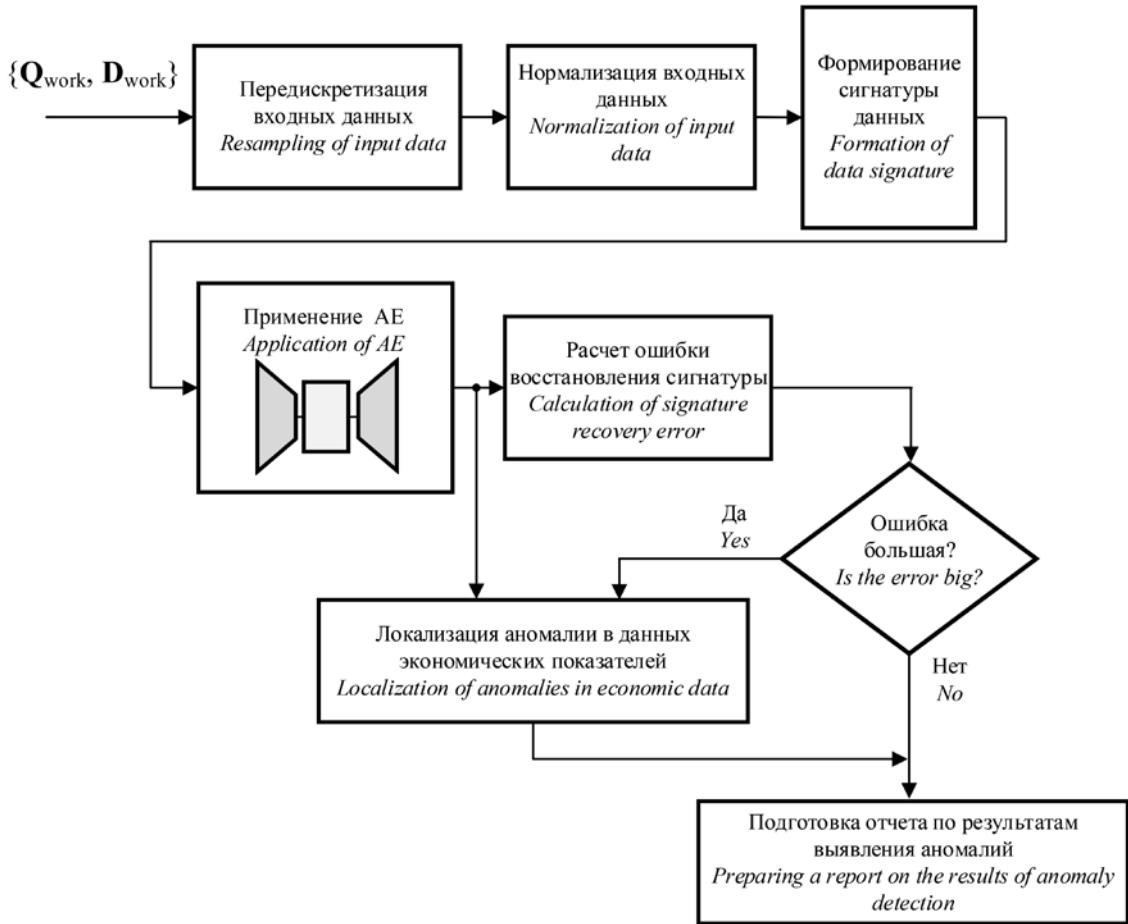 {Q_work, D_work}
Передискретизация
входных данных
Resampling of input data
Нормализация входных
данных
Normalization of input
data
Формирование
сигнатуры
данных
Formation of
data signature
Применение АЕ
Application of AE
Расчет ошибки
восстановления сигнатуры
Calculation of signature
recovery error
Да
Yes
Ошибка
большая?
Is the error big?
Локализация аномалии в данных
экономических показателей
Localization of anomalies in economic data
Нет
No
Подготовка отчета по результатам
выявления аномалий
Preparing a report on the results of anomaly
detection